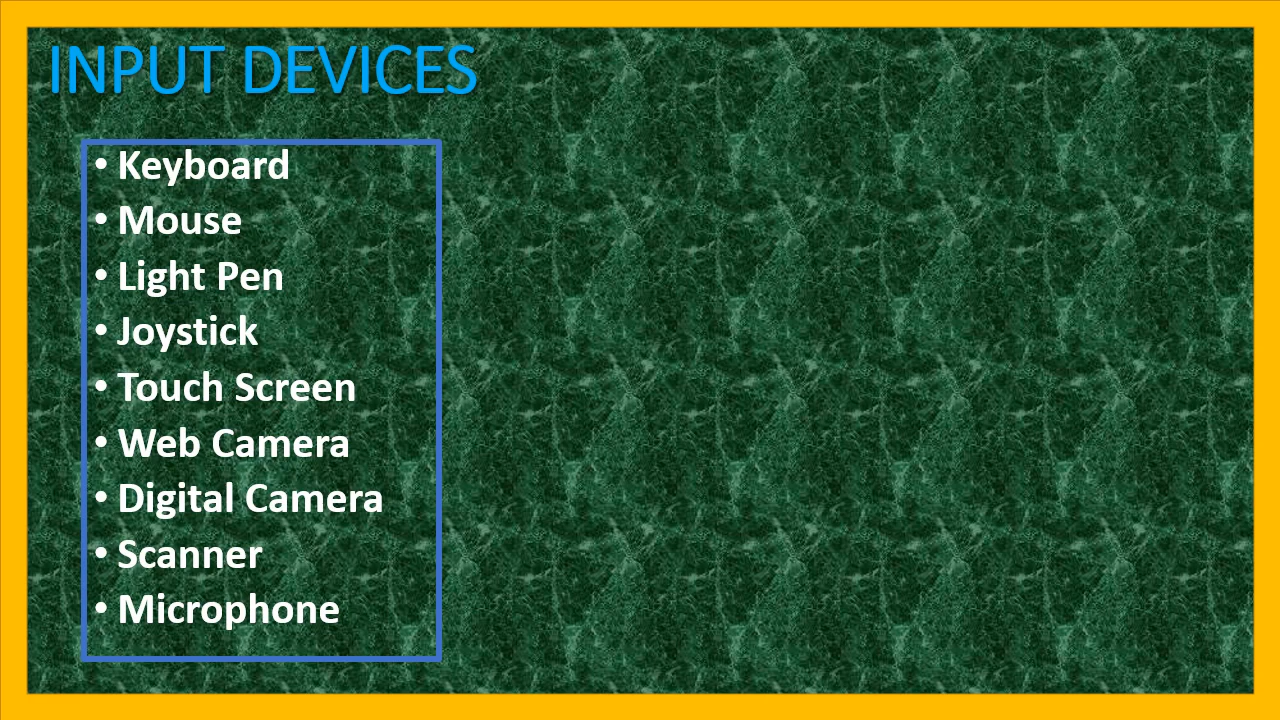 INPUT DEVICES
• Keyboard
• Mouse
• Light Pen
• Joystick
• Touch Screen
• Web Camera
• Digital Camera
• Scanner
• Microphone